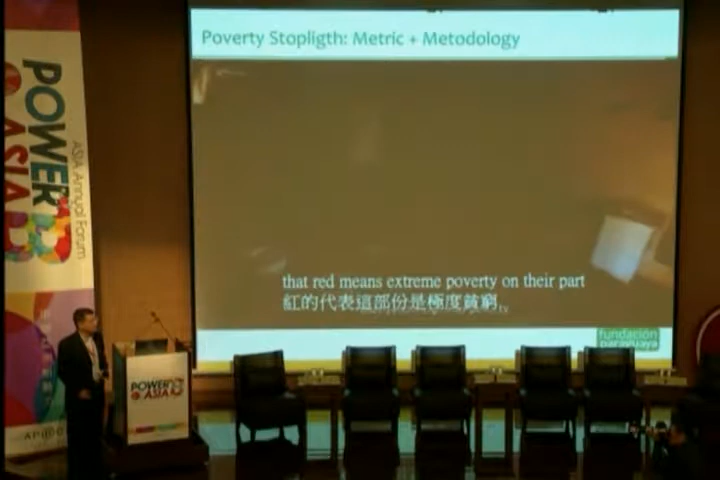 Poverty Stopligth: Metric + Metodology
POWER
ASIA
ASIA Annual Forum
that red means extreme poverty on their part
紅的代表這部份是極度貧窮
fundación
paraguaya
POWER
ASIA